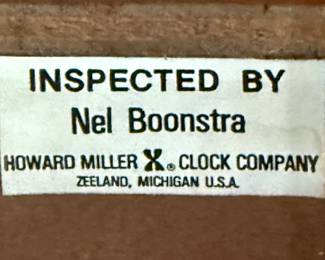 INSPECTED BY
Nel Boonstra
HOWARD MILLER ® CLOCK COMPANY
ZEELAND, MICHIGAN U.S.A.